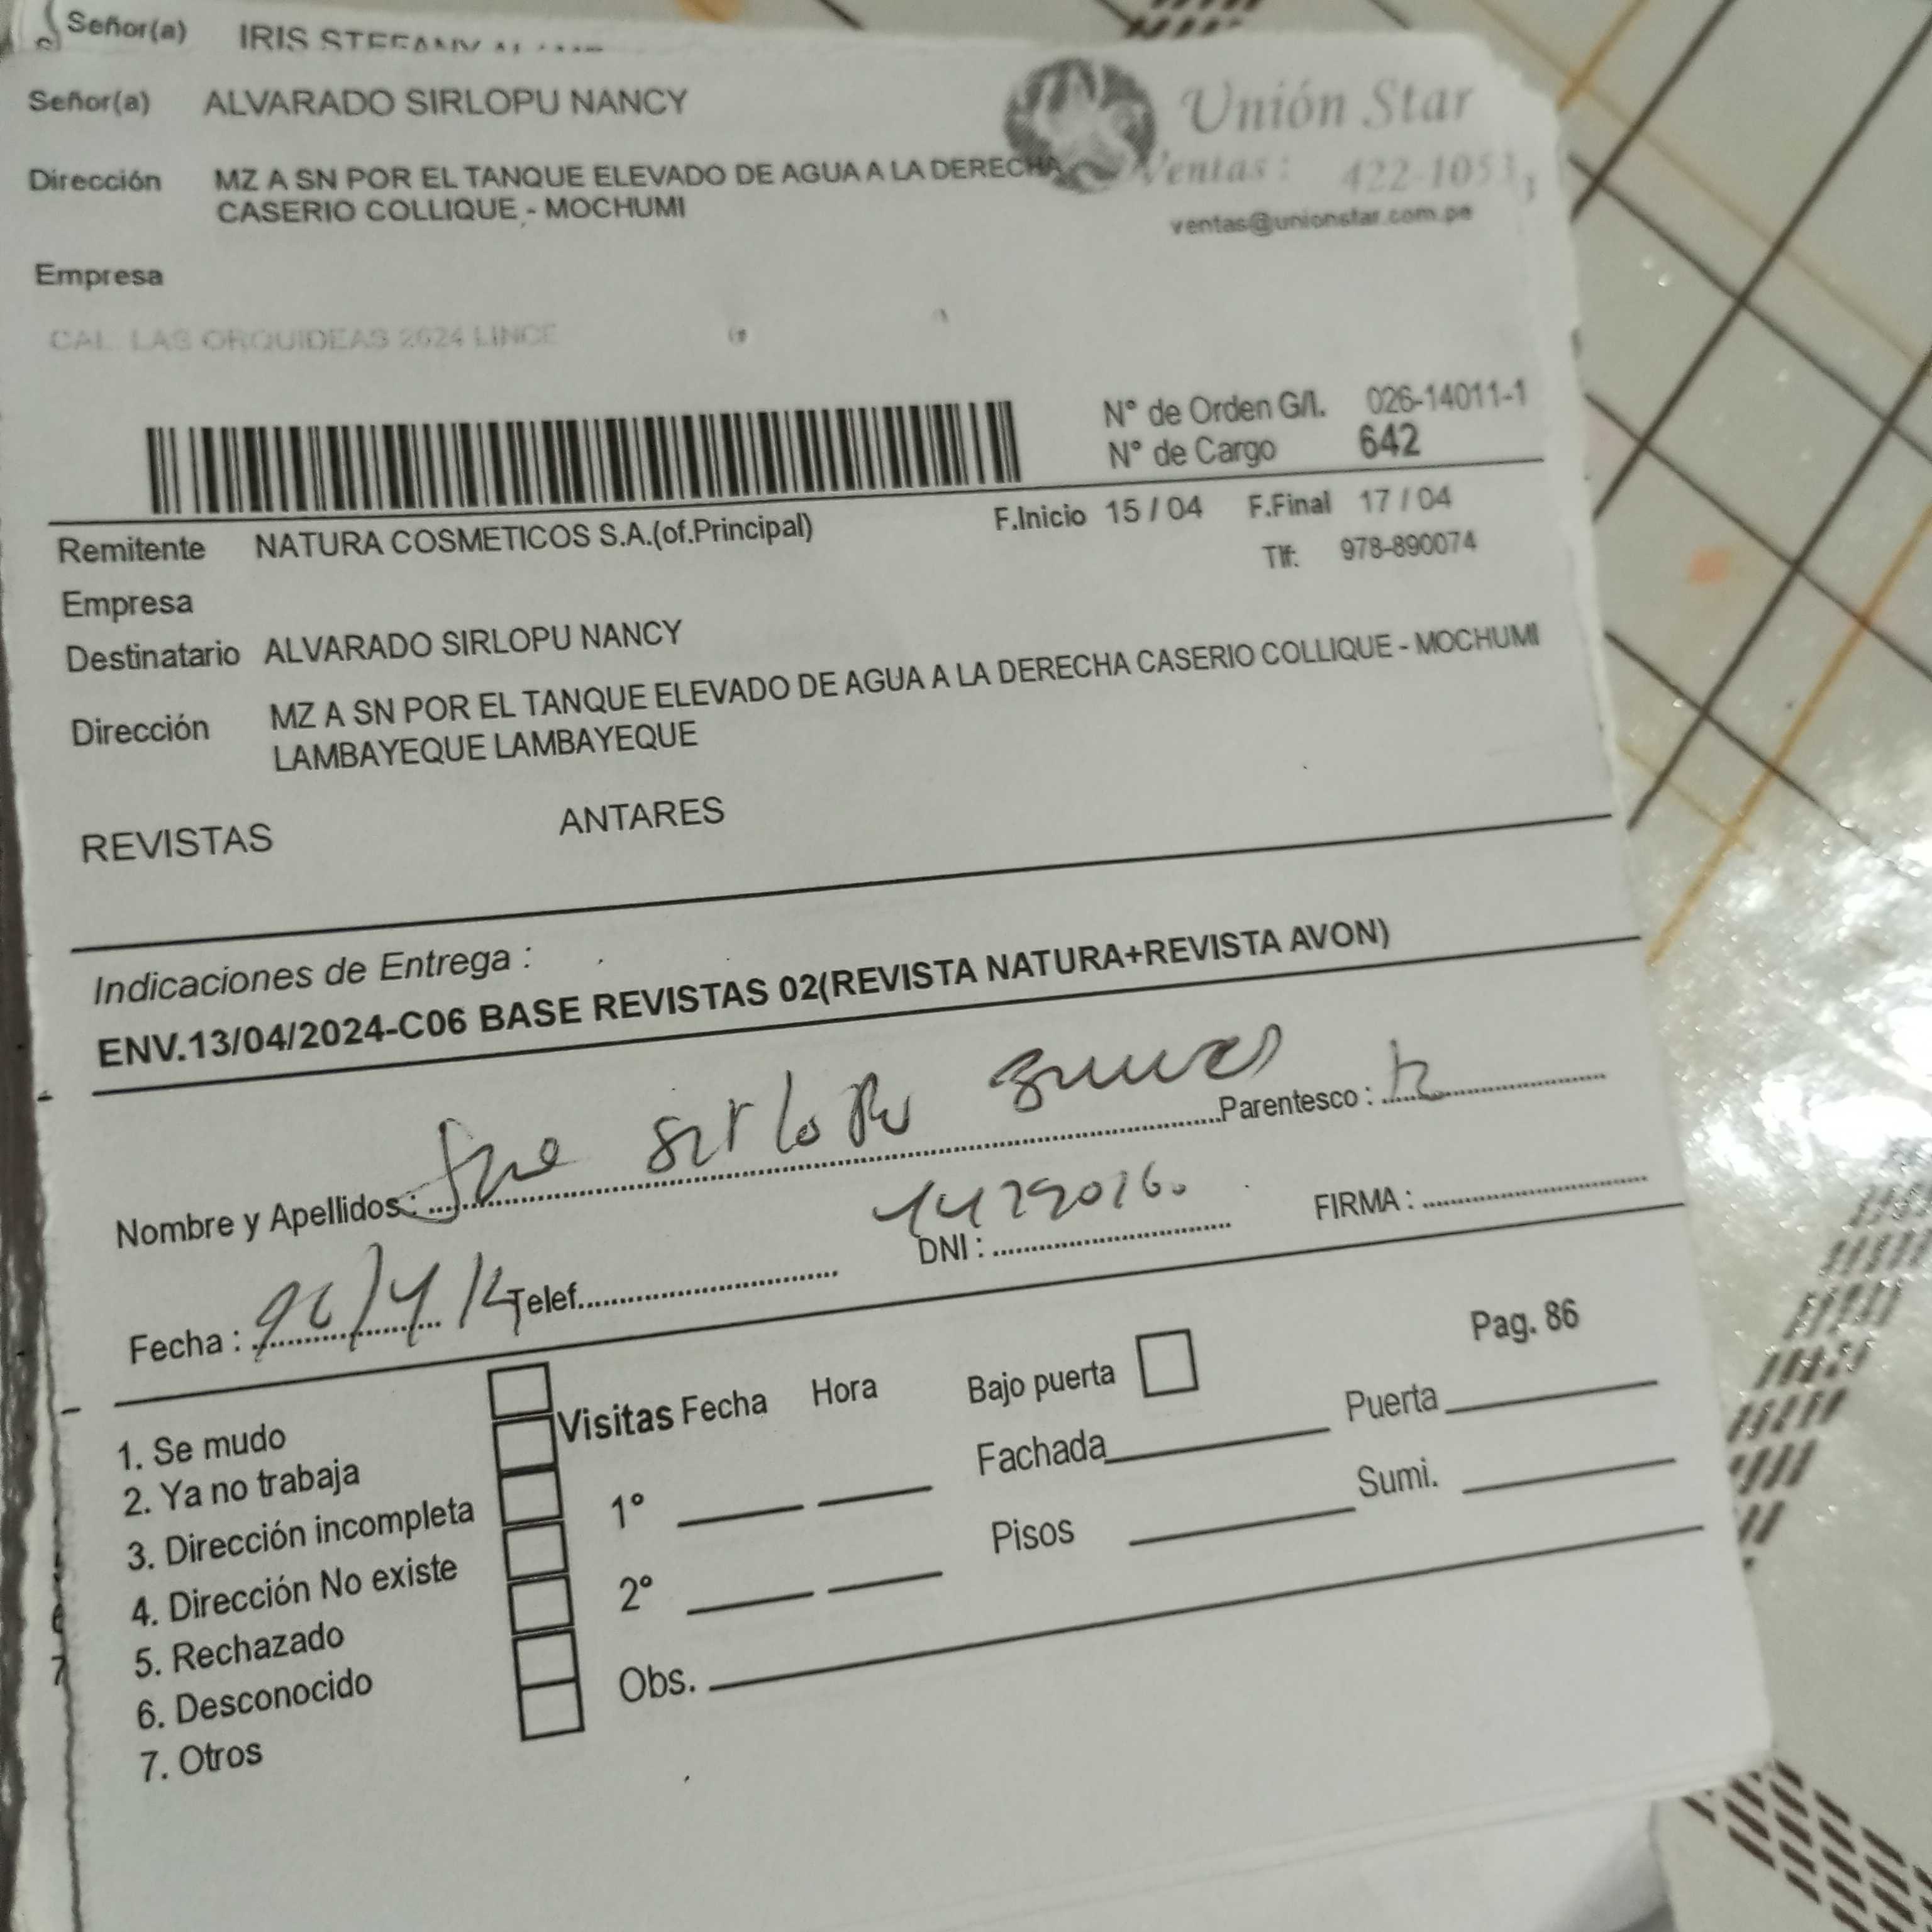 Señor(a) IRIS STEFANY
Señor(a) ALVARADO SIRLOPU NANCY
Unión Star
Dirección MZ A SN POR EL TANQUE ELEVADO DE AGUA A LA DERECHA
Ventas: 422-1053
CASERIO COLLIQUE - MOCHUMI
ventas@unionstar.com.pe
Empresa
CAL LAS ORQUIDEAS 2624 LINCE
N° de Orden G/I. 026-14011-1
N° de Cargo 642
Remitente NATURA COSMETICOS S.A.(of.Principal) F.Inicio 15 / 04 F.Final 17 / 04
Tlf: 978-890074
Empresa
Destinatario ALVARADO SIRLOPU NANCY
Dirección MZ A SN POR EL TANQUE ELEVADO DE AGUA A LA DERECHA CASERIO COLLIQUE - MOCHUMI
LAMBAYEQUE LAMBAYEQUE
REVISTAS ANTARES
Indicaciones de Entrega :
ENV.13/04/2024-C06 BASE REVISTAS 02(REVISTA NATURA+REVISTA AVON)
Nombre y Apellidos: sirlopu Parentesco :
Fecha : Telef. DNI : FIRMA :
Pag. 86
1. Se mudo
2. Ya no trabaja
3. Dirección incompleta
4. Dirección No existe
5. Rechazado
6. Desconocido
7. Otros
Visitas Fecha Hora
1°
2°
Obs.
Bajo puerta
Fachada Puerta
Pisos Sumi.